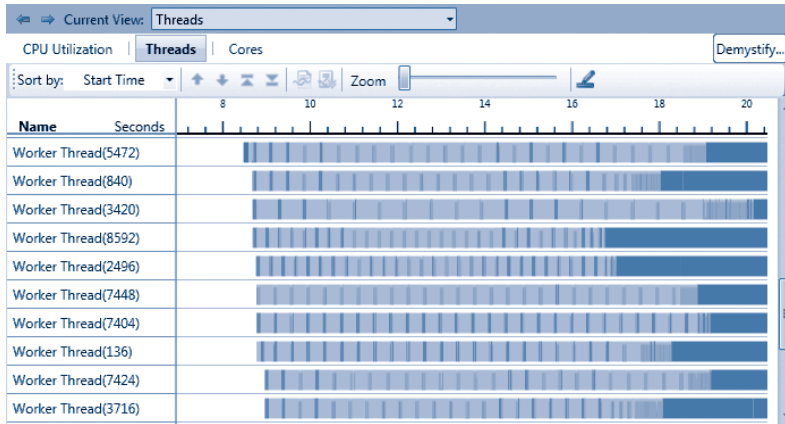 Current View: Threads
CPU Utilization Threads Cores Demystify...
Sort by: Start Time Zoom
8 10 12 14 16 18 20
Name Seconds
Worker Thread(5472)
Worker Thread(840)
Worker Thread(3420)
Worker Thread(8592)
Worker Thread(2496)
Worker Thread(7448)
Worker Thread(7404)
Worker Thread(136)
Worker Thread(7424)
Worker Thread(3716)